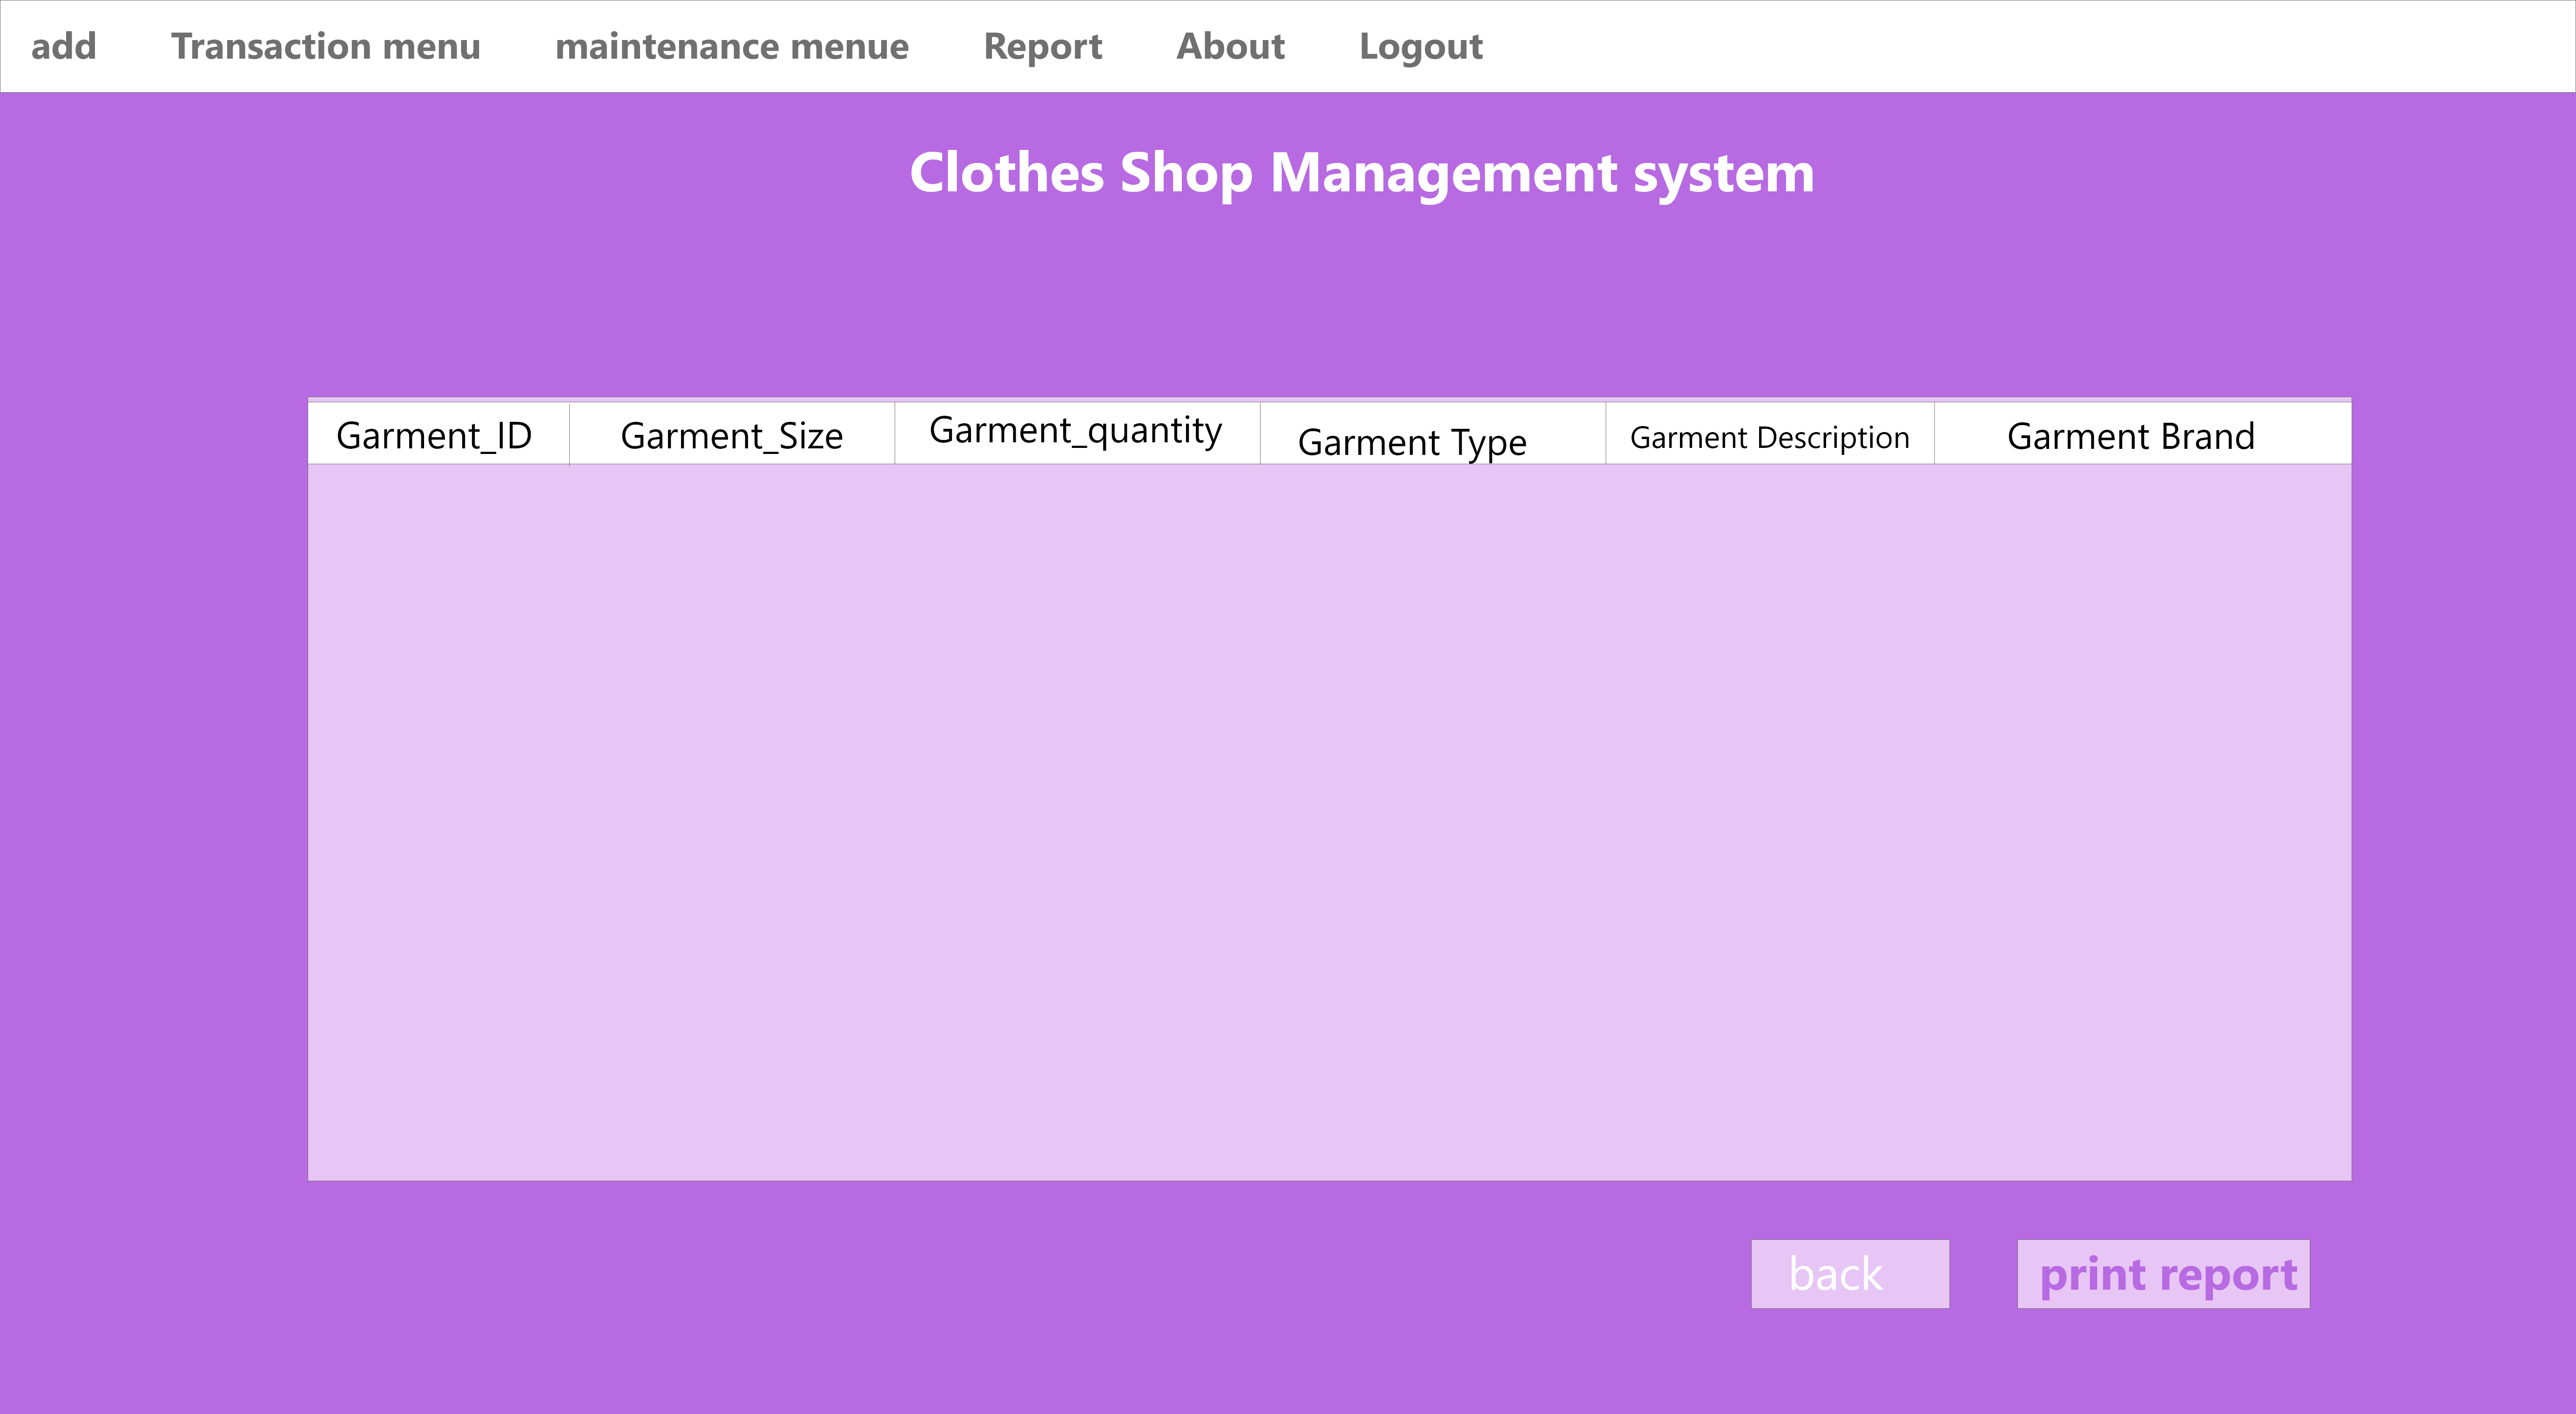 add Transaction menu maintenance menue Report About Logout
Clothes Shop Management system
Garment_ID Garment_Size Garment_quantity Garment Type Garment Description Garment Brand
back print report